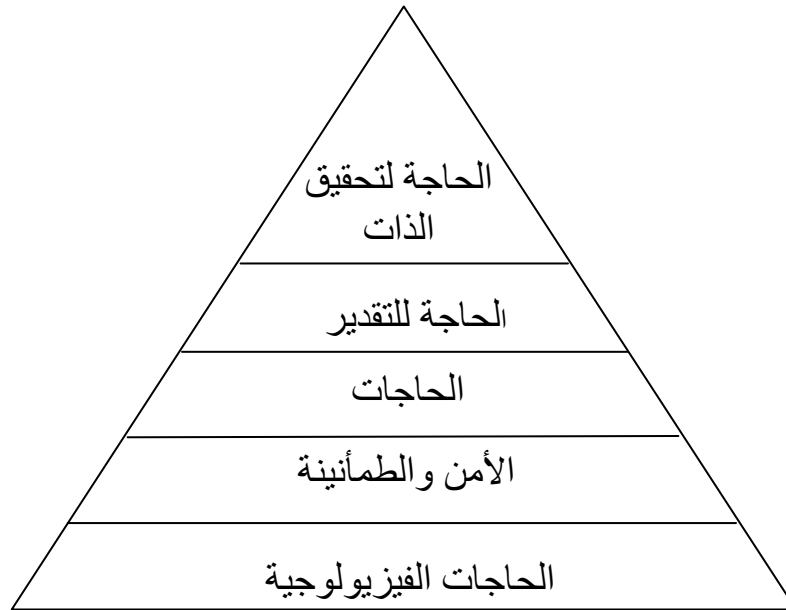 الحاجة لتحقيق
الذات
الحاجة للتقدير
الحاجات
الأمن والطمأنينة
الحاجات الفيزيولوجية